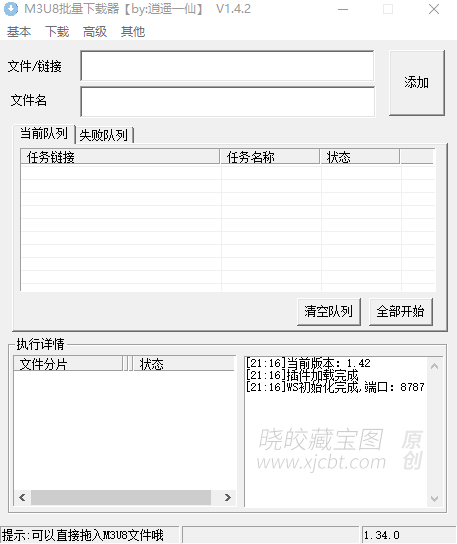 M3U8批量下载器【by:逍遥一仙】 V1.4.2
基本 下载 高级 其他
文件/链接
添加
文件名
当前队列 失败队列
任务链接 任务名称 状态
清空队列 全部开始
执行详情
文件分片 状态
[21:16]当前版本: 1.42
[21:16]插件加载完成
[21:16]WS初始化完成,端口: 8787
晓皎藏宝图 原创
www.xjcbt.com
提示:可以直接拖入M3U8文件哦 1.34.0